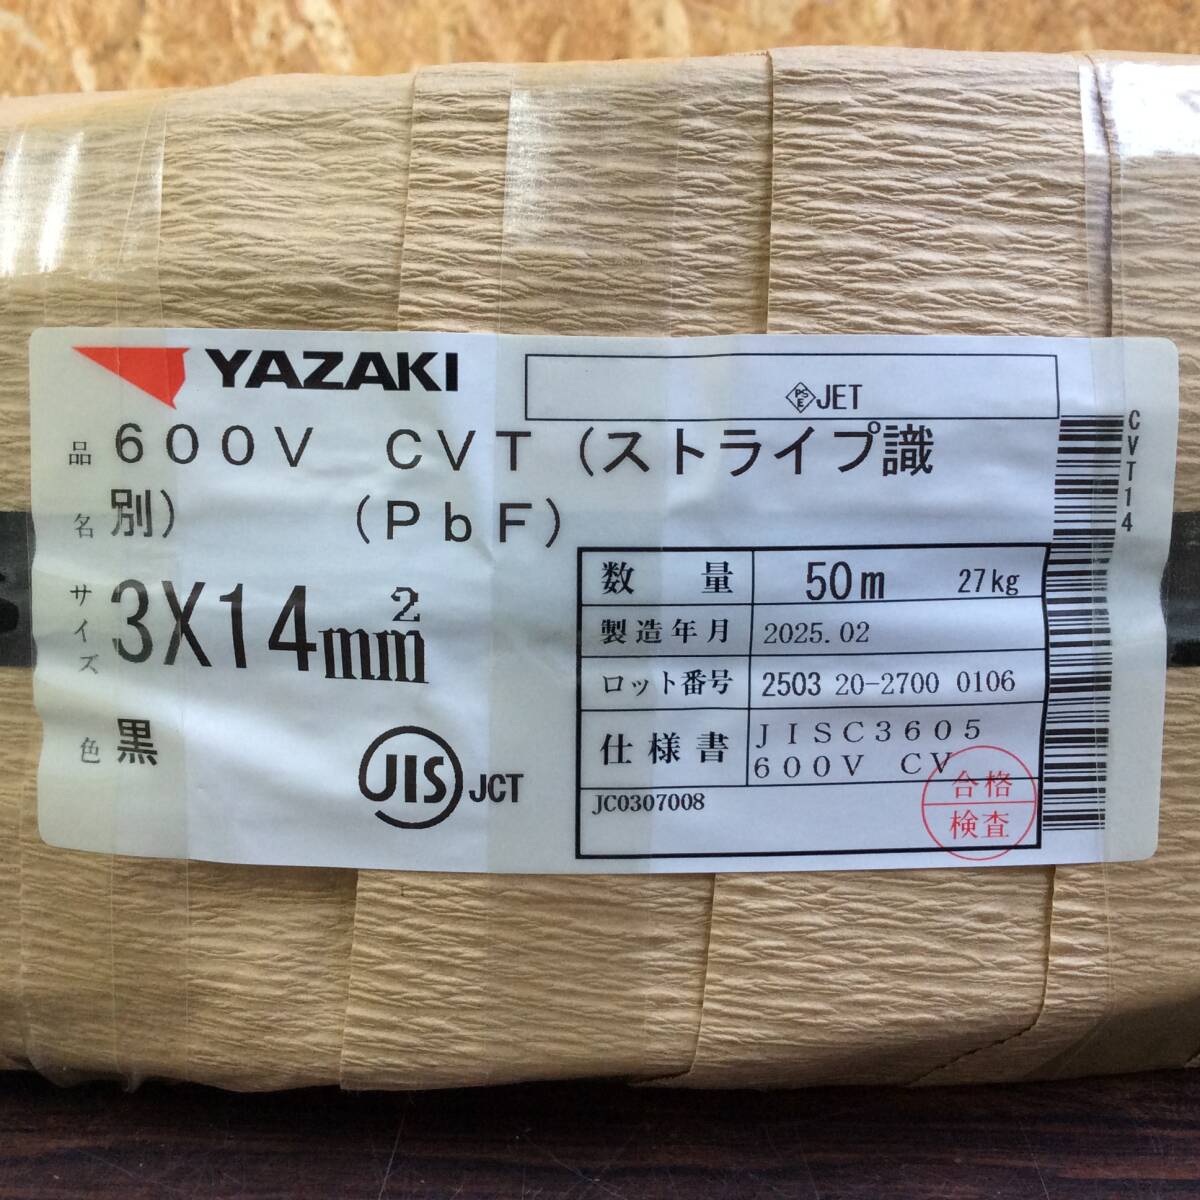 YAZAKI
PSE JET
品名 600V CVT (ストライプ識
別) (PbF)
サイズ 3X14mm²
色 黒
JIS JCT
数量 50m 27kg
製造年月 2025.02
ロット番号 2503 20-2700 0106
仕様書 JISC3605
600V CV
JC0307008
合格
検査
CVT14